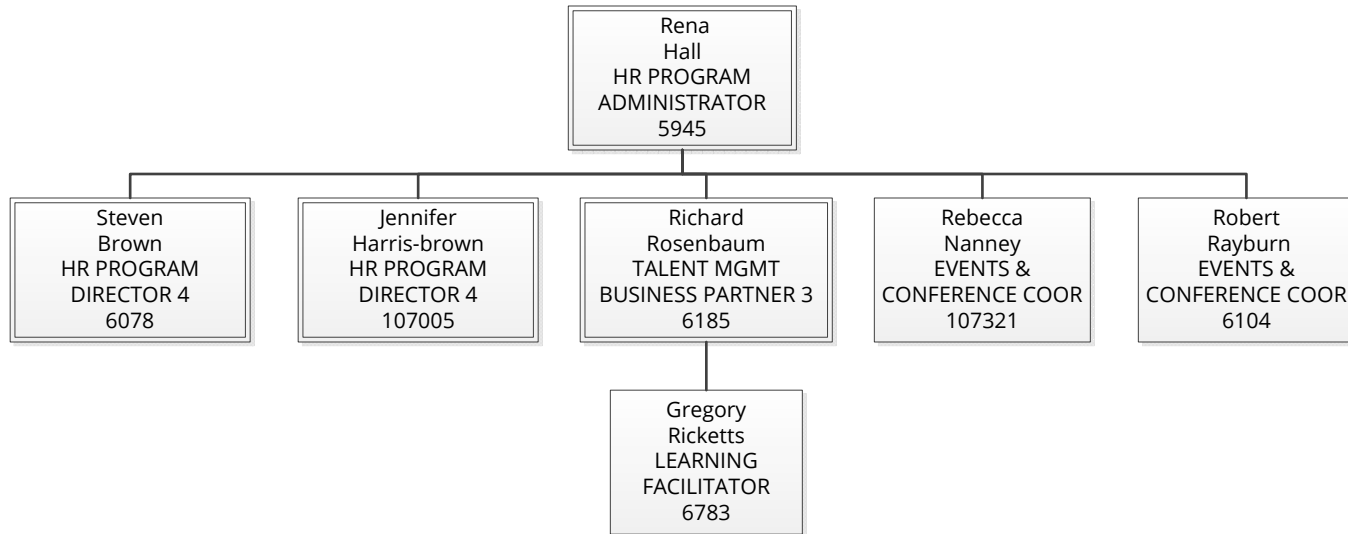 Rena
Hall
HR PROGRAM
ADMINISTRATOR
5945
Steven
Brown
HR PROGRAM
DIRECTOR 4
6078
Jennifer
Harris-brown
HR PROGRAM
DIRECTOR 4
107005
Richard
Rosenbaum
TALENT MGMT
BUSINESS PARTNER 3
6185
Rebecca
Nanney
EVENTS &
CONFERENCE COOR
107321
Robert
Rayburn
EVENTS &
CONFERENCE COOR
6104
Gregory
Ricketts
LEARNING
FACILITATOR
6783